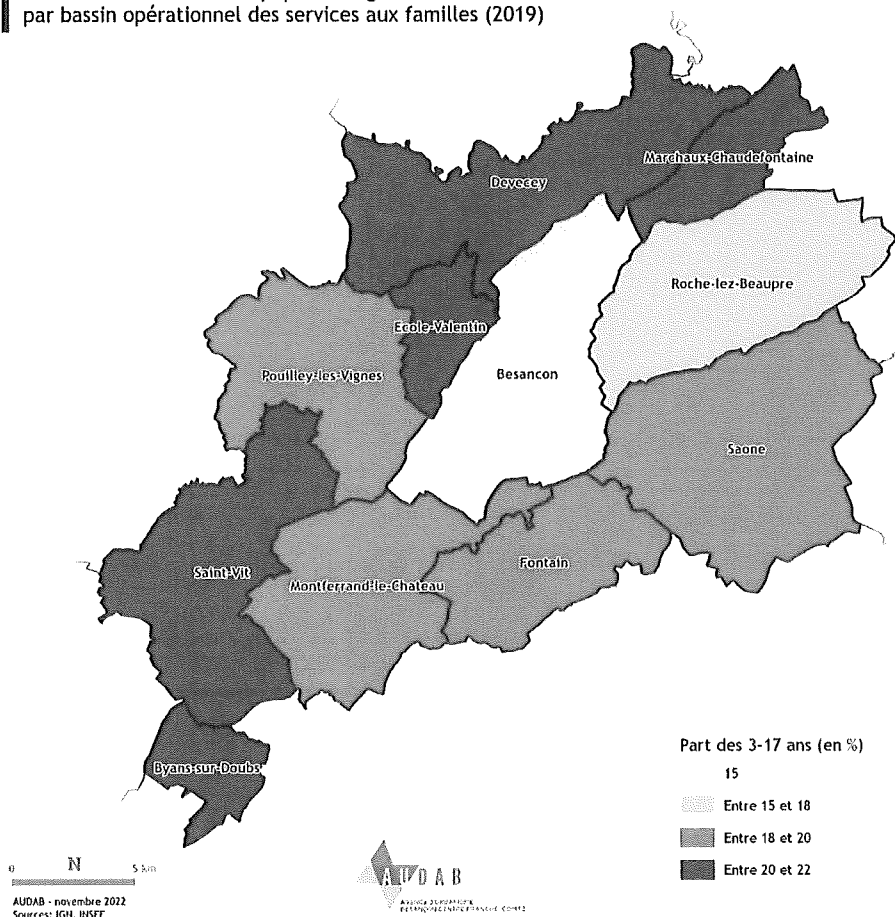 par bassin opérationnel des services aux familles (2019)
Marchaux-Chaudefontaine
Devecey
Roche-lez-Beaupre
Ecole-Valentin
Pouilley-les-Vignes
Besancon
Saone
Fontain
Saint-Vit
Montferrand-le-Chateau
Byans-sur-Doubs
Part des 3-17 ans (en %)
15
Entre 15 et 18
Entre 18 et 20
Entre 20 et 22
0 N 5 km
AUDAB
AUDAB - novembre 2022
Sources: IGN, INSEE